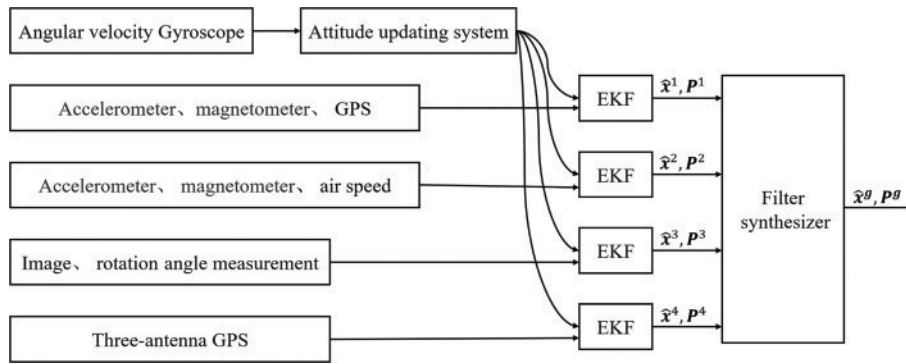 Angular velocity Gyroscope
Attitude updating system
Accelerometer、magnetometer、 GPS
EKF
x̂¹, P¹
Accelerometer、 magnetometer、 air speed
EKF
x̂², P²
Filter
synthesizer
x̂ᵍ, Pᵍ
Image、 rotation angle measurement
EKF
x̂³, P³
Three-antenna GPS
EKF
x̂⁴, P⁴